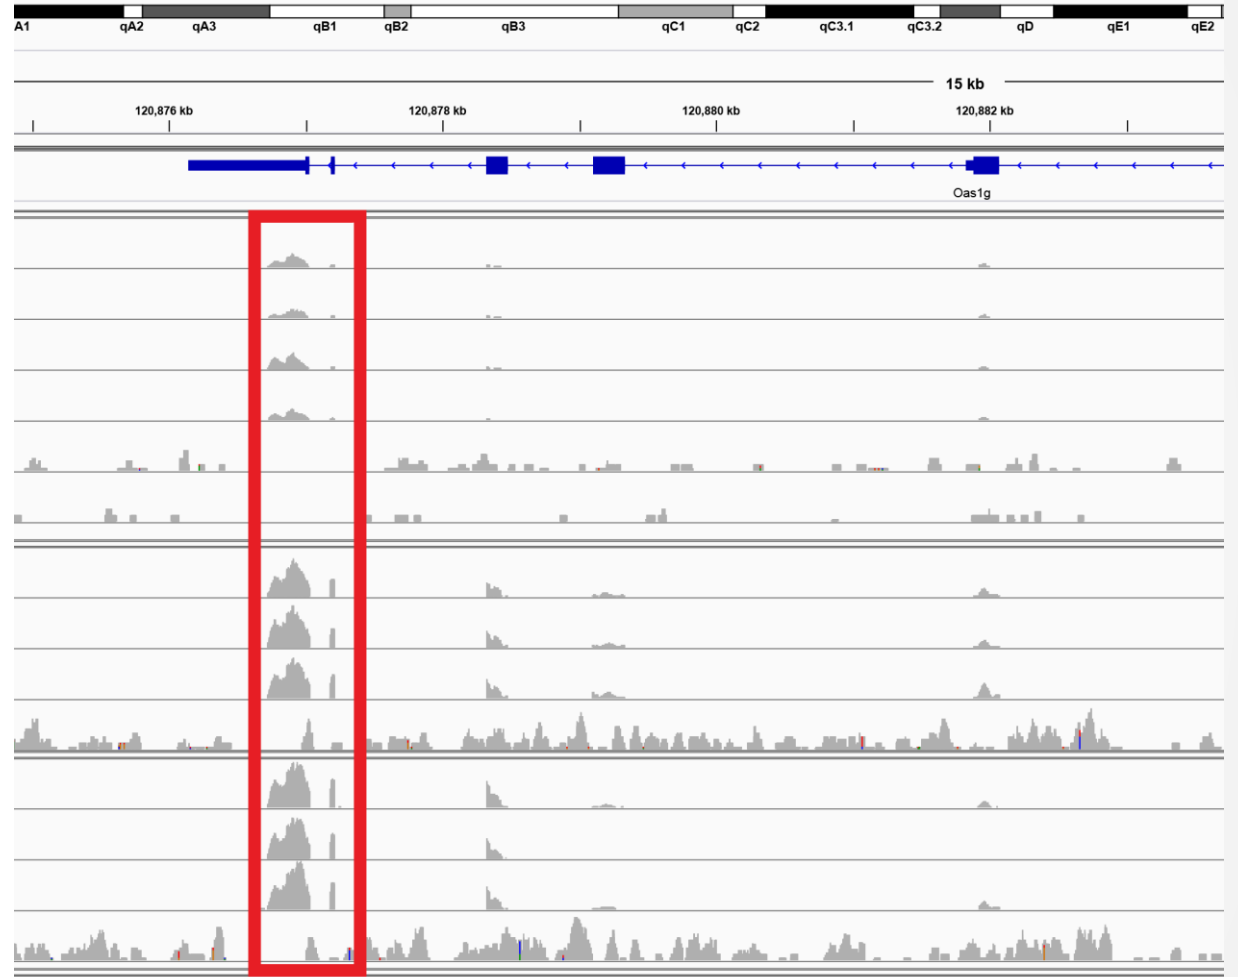 A1 qA2 qA3 qB1 qB2 qB3 qC1 qC2 qC3.1 qC3.2 qD qE1 qE2
15 kb
120,876 kb 120,878 kb 120,880 kb 120,882 kb
Oas1g